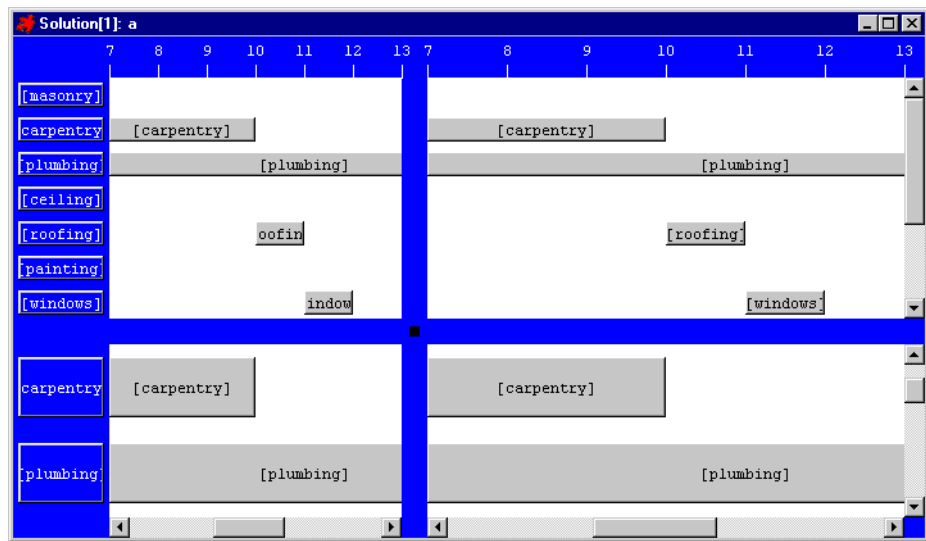 Solution[1]: a
7 8 9 10 11 12 13 7 8 9 10 11 12 13
[masonry]
carpentry [carpentry] [carpentry]
[plumbing] [plumbing] [plumbing]
[ceiling]
[roofing] oofin [roofing]
[painting]
[windows] indow [windows]
carpentry [carpentry] [carpentry]
[plumbing] [plumbing] [plumbing]